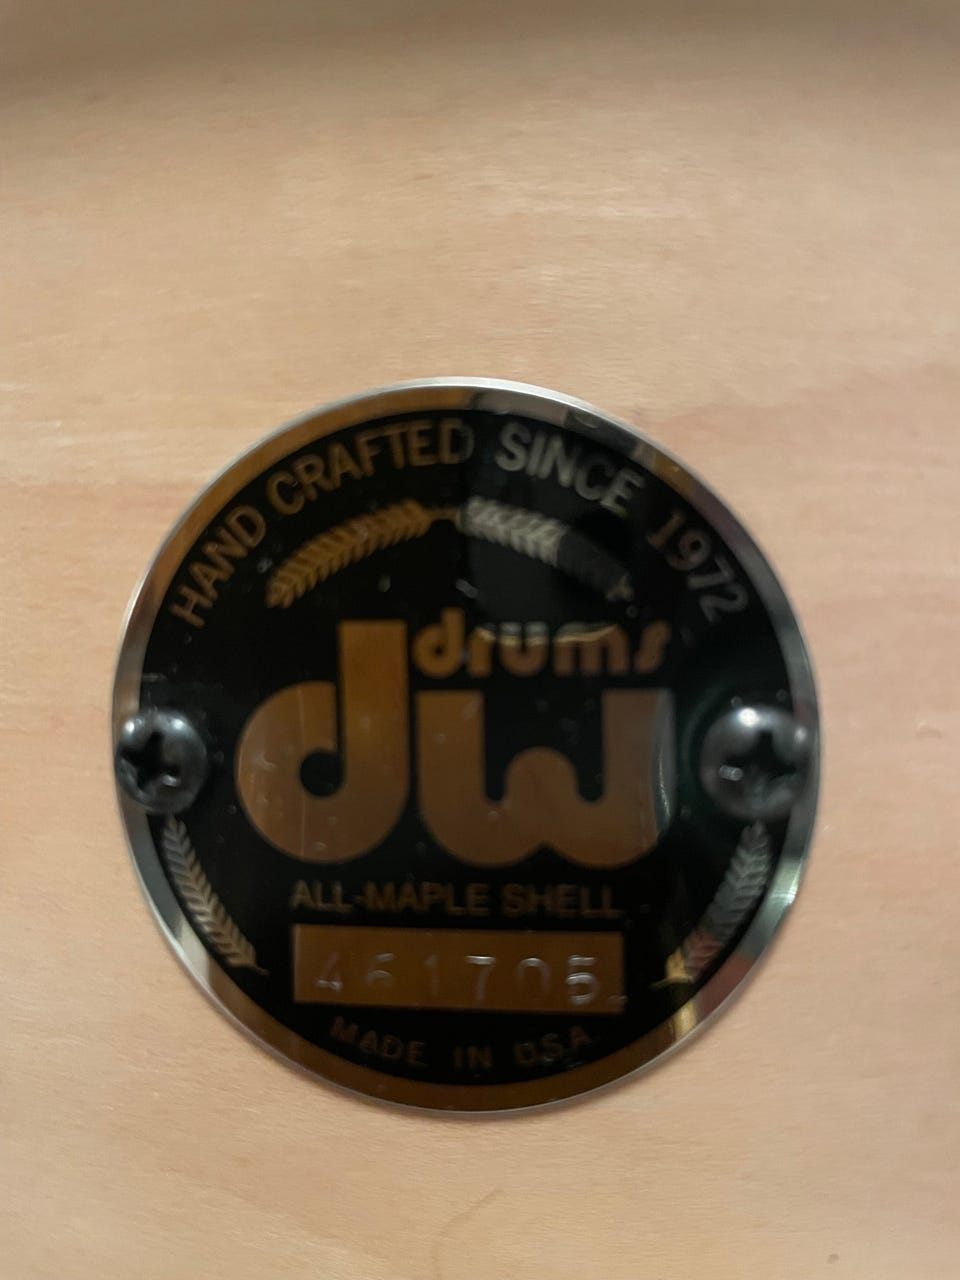 HAND CRAFTED SINCE 1972
drums
dw
ALL-MAPLE SHELL
461705
MADE IN USA